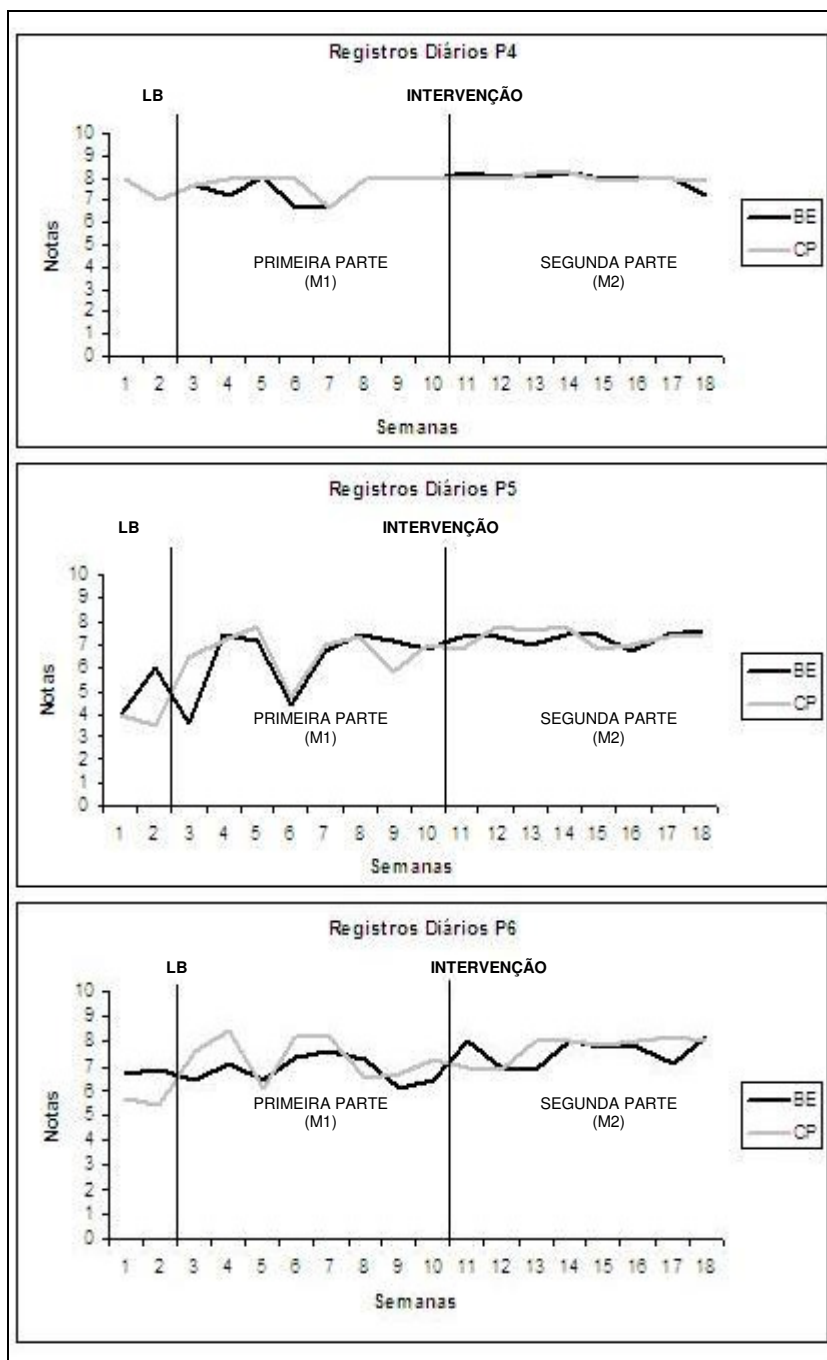 Registros Diários P4
LB INTERVENÇÃO
10
9
8
7
6
5
4
3
2
1
0
Notas
PRIMEIRA PARTE
(M1)
SEGUNDA PARTE
(M2)
BE
CP
1 2 3 4 5 6 7 8 9 10 11 12 13 14 15 16 17 18
Semanas
Registros Diários P5
LB INTERVENÇÃO
10
9
8
7
6
5
4
3
2
1
0
Notas
PRIMEIRA PARTE
(M1)
SEGUNDA PARTE
(M2)
BE
CP
1 2 3 4 5 6 7 8 9 10 11 12 13 14 15 16 17 18
Semanas
Registros Diários P6
LB INTERVENÇÃO
10
9
8
7
6
5
4
3
2
1
0
Notas
PRIMEIRA PARTE
(M1)
SEGUNDA PARTE
(M2)
BE
CP
1 2 3 4 5 6 7 8 9 10 11 12 13 14 15 16 17 18
Semanas